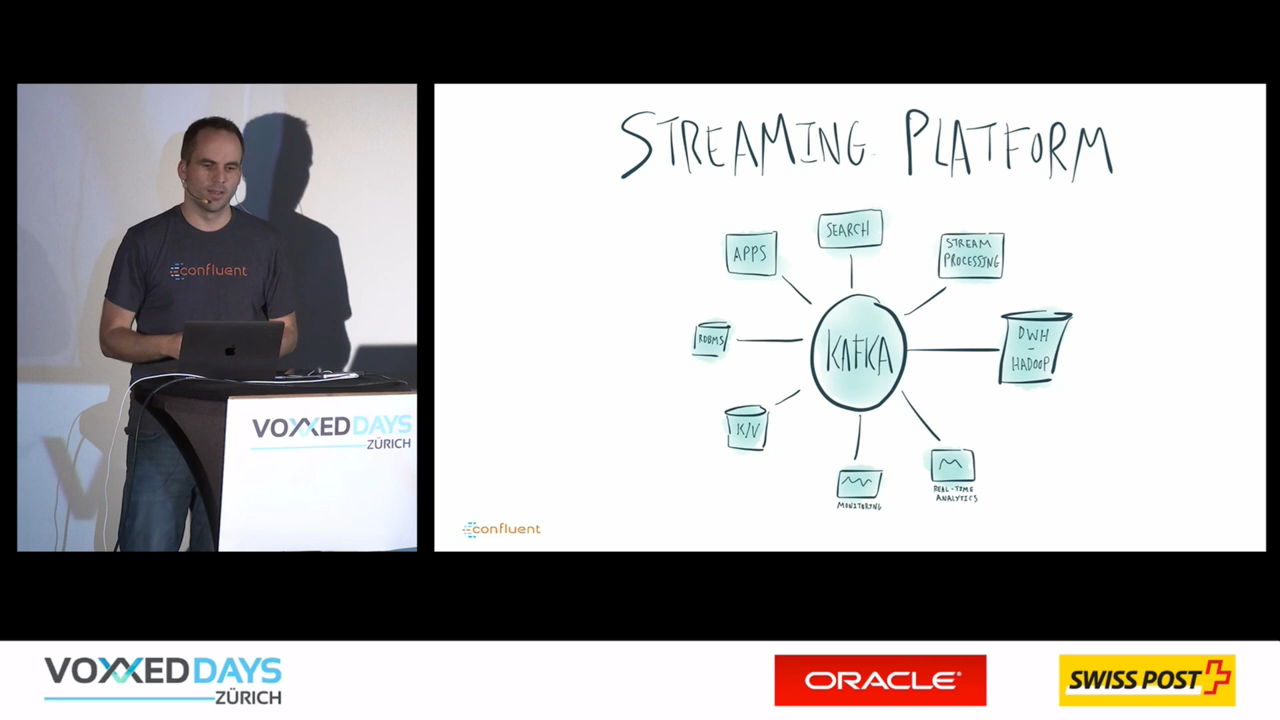 confluent
VOXXED DAYS
ZÜRICH
STREAMING PLATFORM
SEARCH
APPS
STREAM
PROCESSING
RDBMS
KAFKA
DWH
-
HADOOP
K/V
MONITORING
REAL-TIME
ANALYTICS
confluent
VOXXED DAYS
ZÜRICH
ORACLE®
SWISS POST